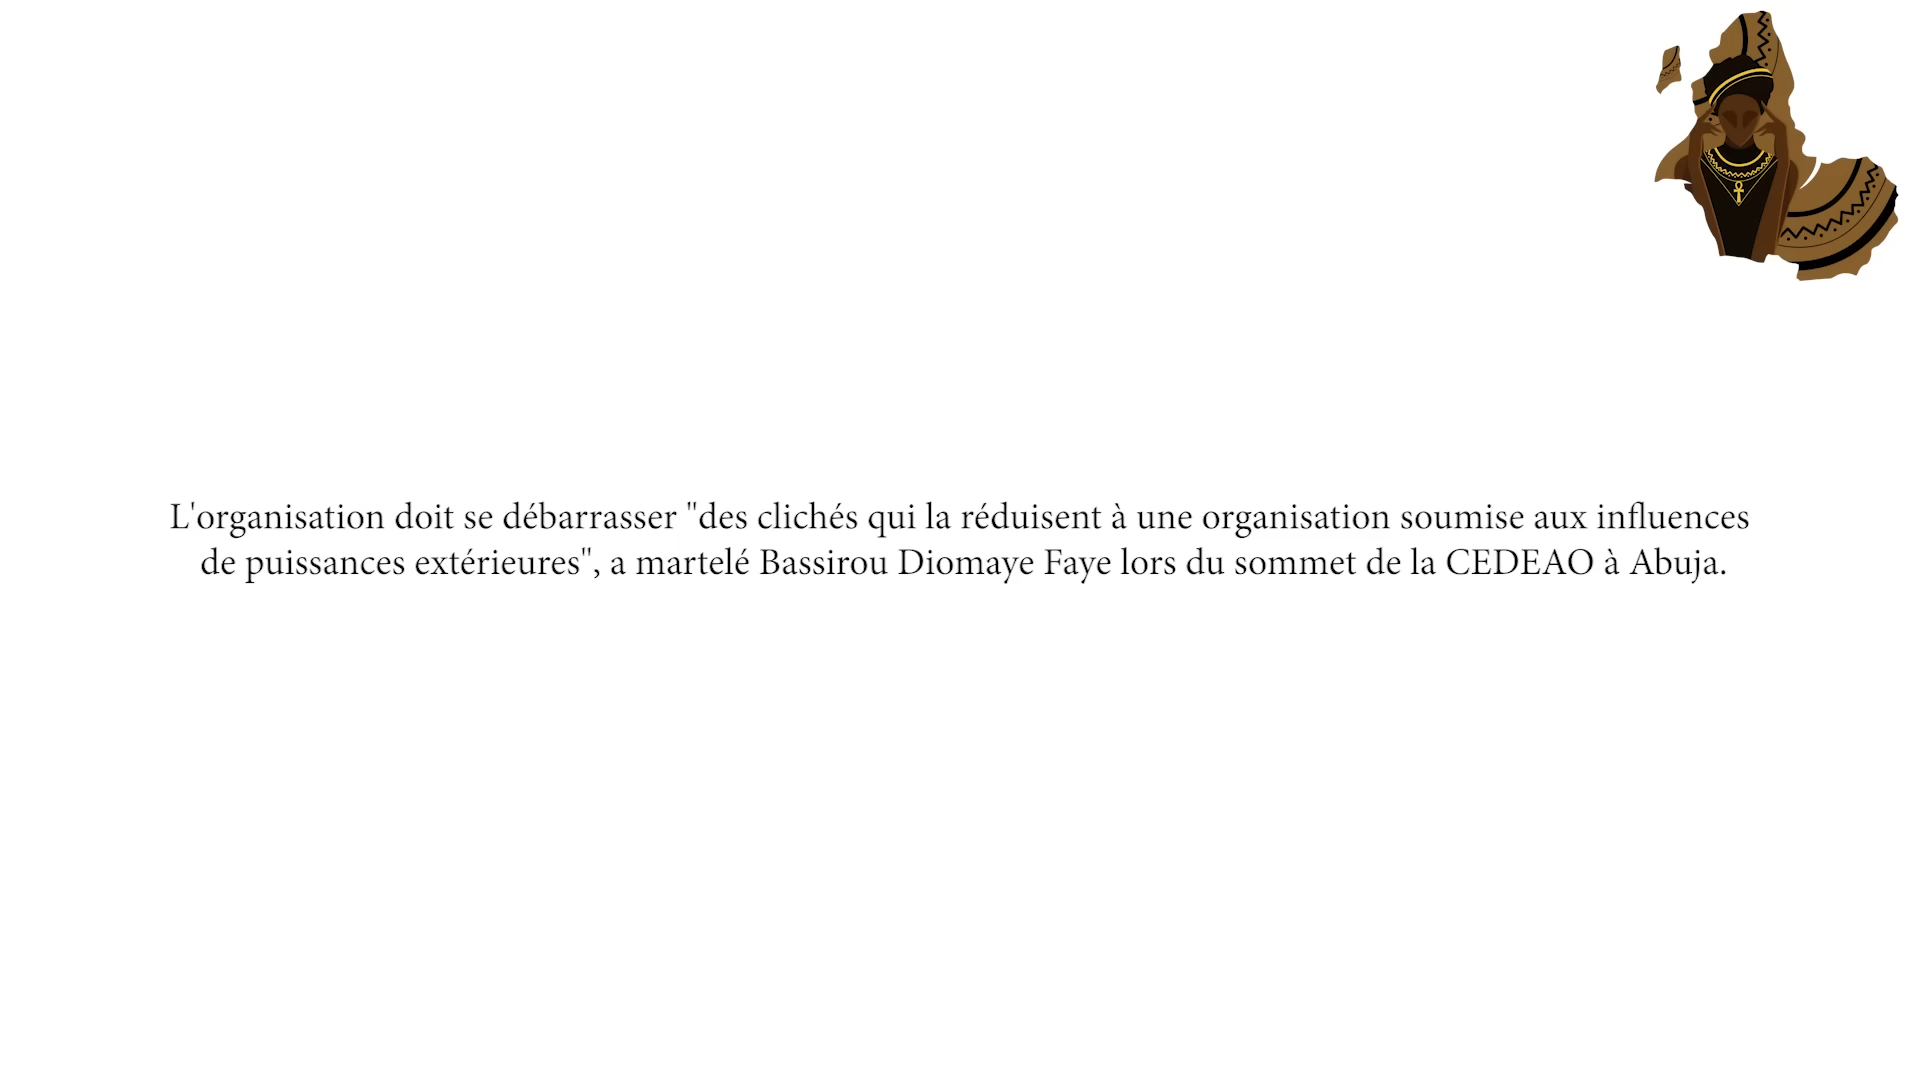 L'organisation doit se débarrasser "des clichés qui la réduisent à une organisation soumise aux influences
de puissances extérieures", a martelé Bassirou Diomaye Faye lors du sommet de la CEDEAO à Abuja.